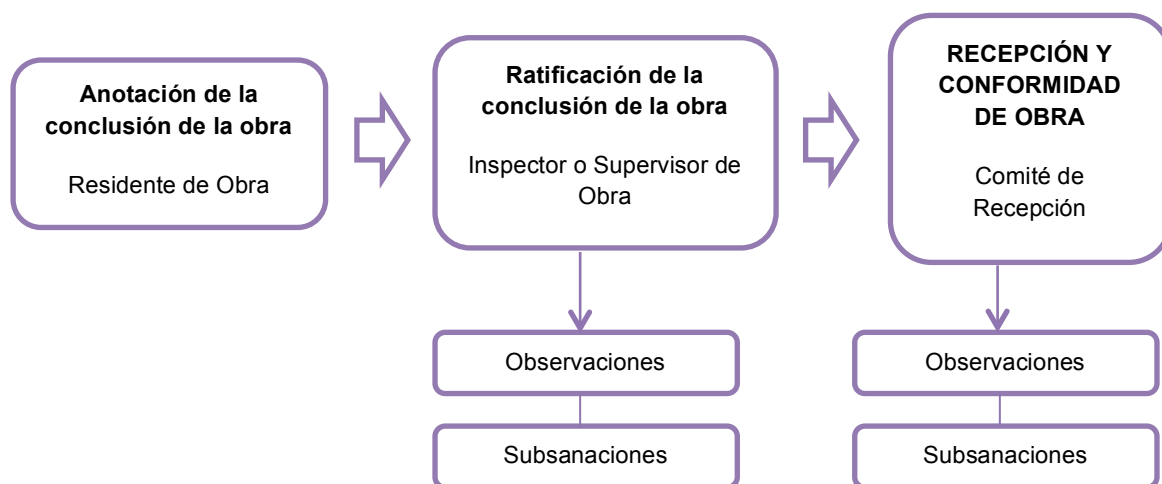 Anotación de la
conclusión de la obra
Residente de Obra
Ratificación de la
conclusión de la obra
Inspector o Supervisor de
Obra
RECEPCIÓN Y
CONFORMIDAD
DE OBRA
Comité de
Recepción
Observaciones
Subsanaciones
Observaciones
Subsanaciones